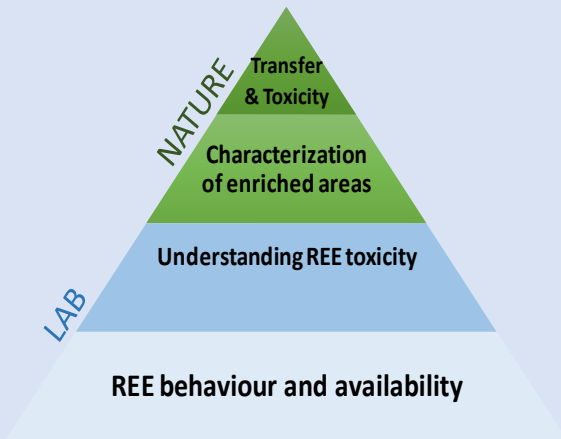 NATURE
Transfer
& Toxicity
Characterization
of enriched areas
Understanding REE toxicity
LAB
REE behaviour and availability